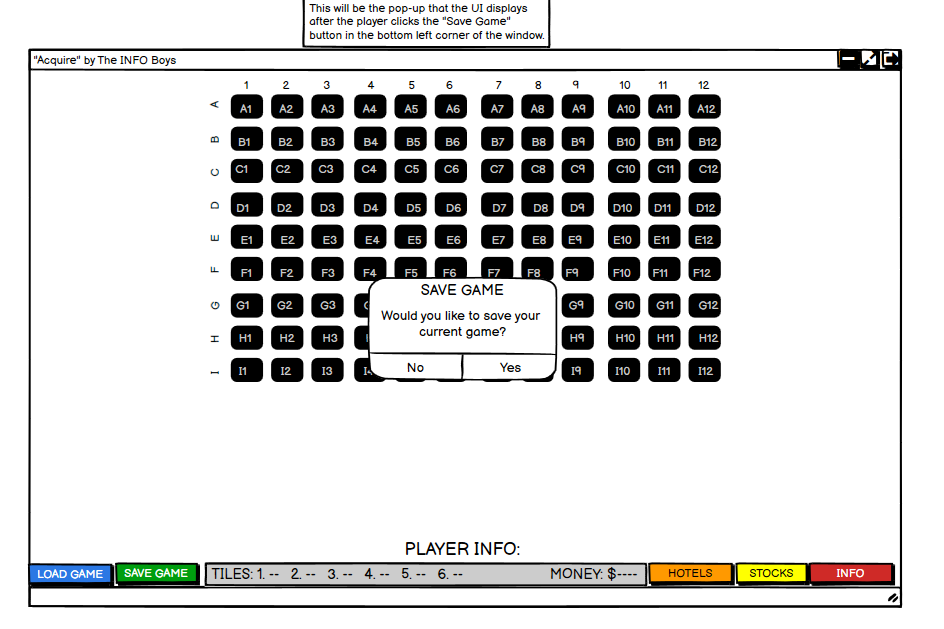 This will be the pop-up that the UI displays
after the player clicks the "Save Game"
button in the bottom left corner of the window.
"Acquire" by The INFO Boys
1 2 3 4 5 6 7 8 9 10 11 12
A A1 A2 A3 A4 A5 A6 A7 A8 A9 A10 A11 A12
B B1 B2 B3 B4 B5 B6 B7 B8 B9 B10 B11 B12
C C1 C2 C3 C4 C5 C6 C7 C8 C9 C10 C11 C12
D D1 D2 D3 D4 D5 D6 D7 D8 D9 D10 D11 D12
E E1 E2 E3 E4 E5 E6 E7 E8 E9 E10 E11 E12
F F1 F2 F3 F4 F5 F6 F7 F8 F9 F10 F11 F12
SAVE GAME
G G1 G2 G3 G9 G10 G11 G12
Would you like to save your
current game?
H H1 H2 H3 H9 H10 H11 H12
No Yes
I I1 I2 I3 I9 I10 I11 I12
PLAYER INFO:
LOAD GAME SAVE GAME TILES: 1. -- 2. -- 3. -- 4. -- 5. -- 6. -- MONEY: $---- HOTELS STOCKS INFO